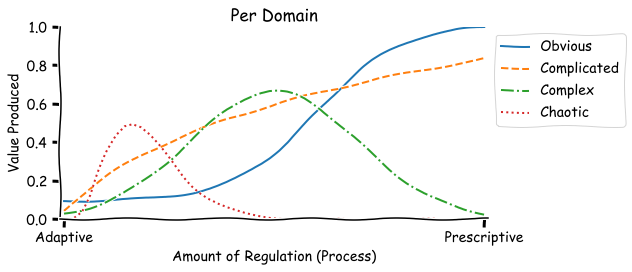 Per Domain
1.0
0.8
0.6
0.4
0.2
0.0
Value Produced
Adaptive
Prescriptive
Amount of Regulation (Process)
Obvious
Complicated
Complex
Chaotic